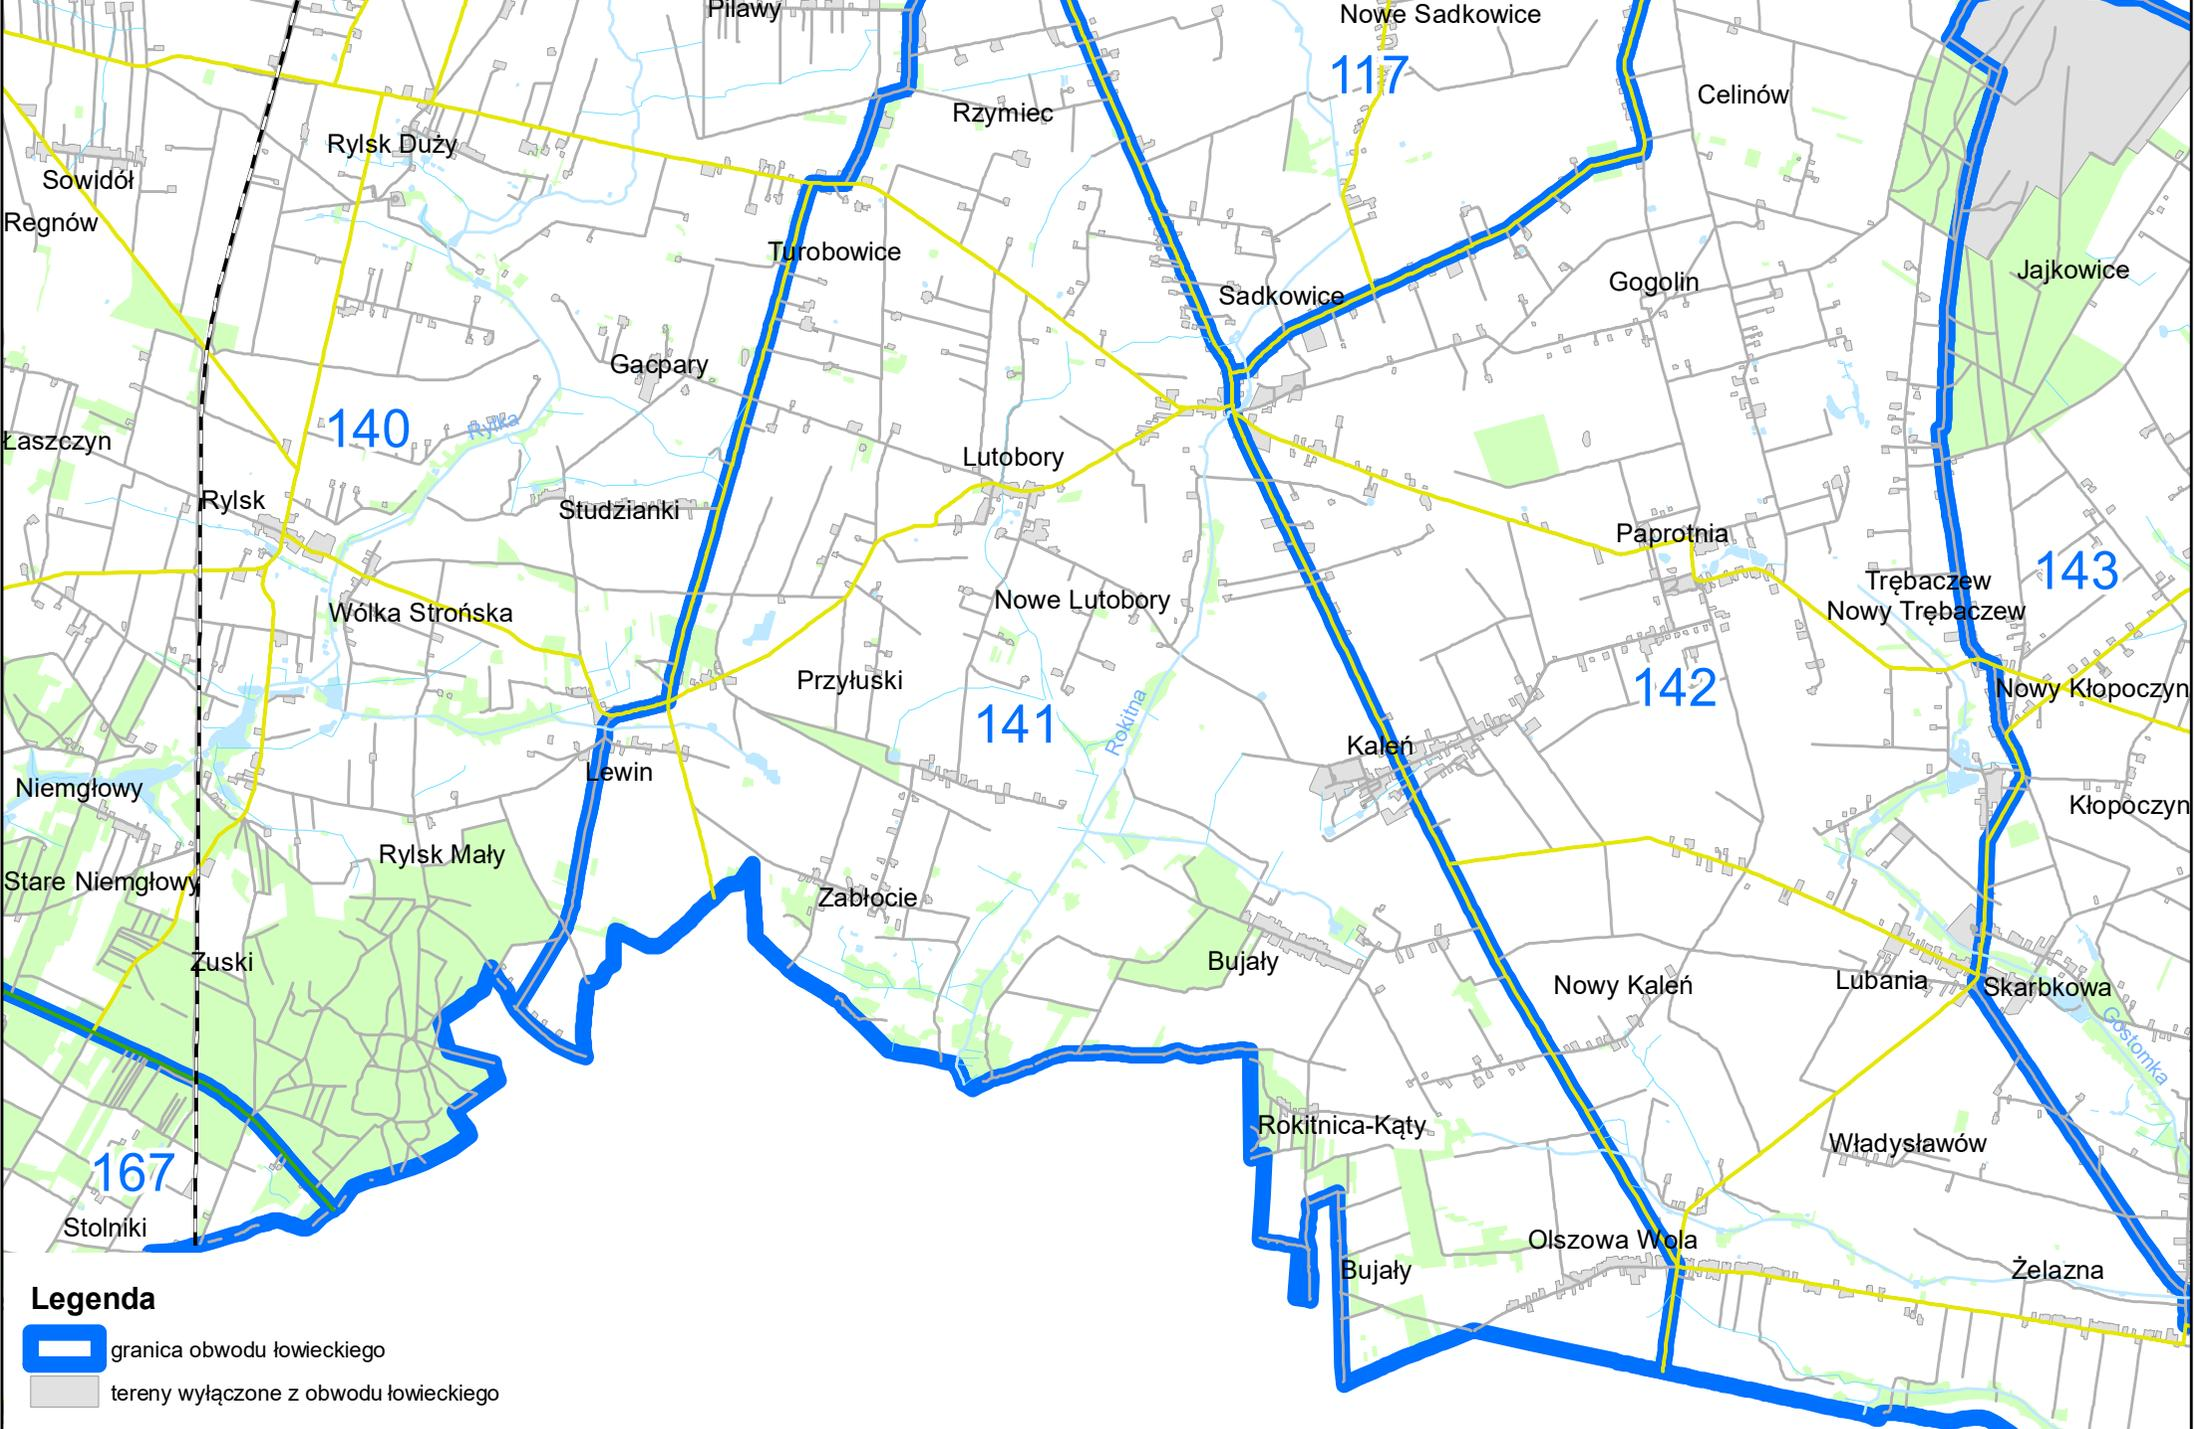 Pilawy
Nowe Sadkowice
117
Celinów
Rzymiec
Rylsk Duży
Sowidół
Regnów
Turobowice
Jajkowice
Gogolin
Sadkowice
Gacpary
140
Rylka
Łaszczyn
Lutobory
Rylsk
Studzianki
Paprotnia
143
Trębaczew
Nowy Trębaczew
Wólka Strońska
Nowe Lutobory
Przyłuski
142
Nowy Kłopoczyn
141
Rokitna
Kaleń
Lewin
Niemgłowy
Kłopoczyn
Rylsk Mały
Stare Niemgłowy
Zabłocie
Żuski
Bujały
Nowy Kaleń
Lubania
Skarbkowa
Gostomka
Rokitnica-Kąty
Władysławów
167
Stolniki
Olszowa Wola
Bujały
Żelazna
Legenda
granica obwodu łowieckiego
tereny wyłączone z obwodu łowieckiego